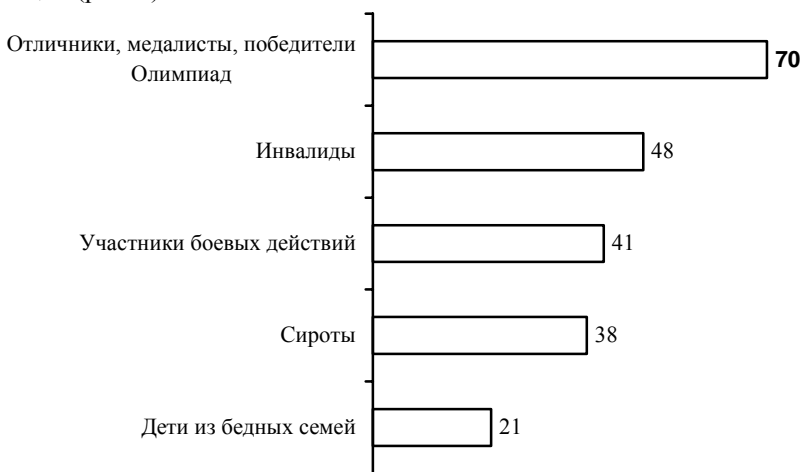 Отличники, медалисты, победители
Олимпиад
70
Инвалиды
48
Участники боевых действий
41
Сироты
38
Дети из бедных семей
21